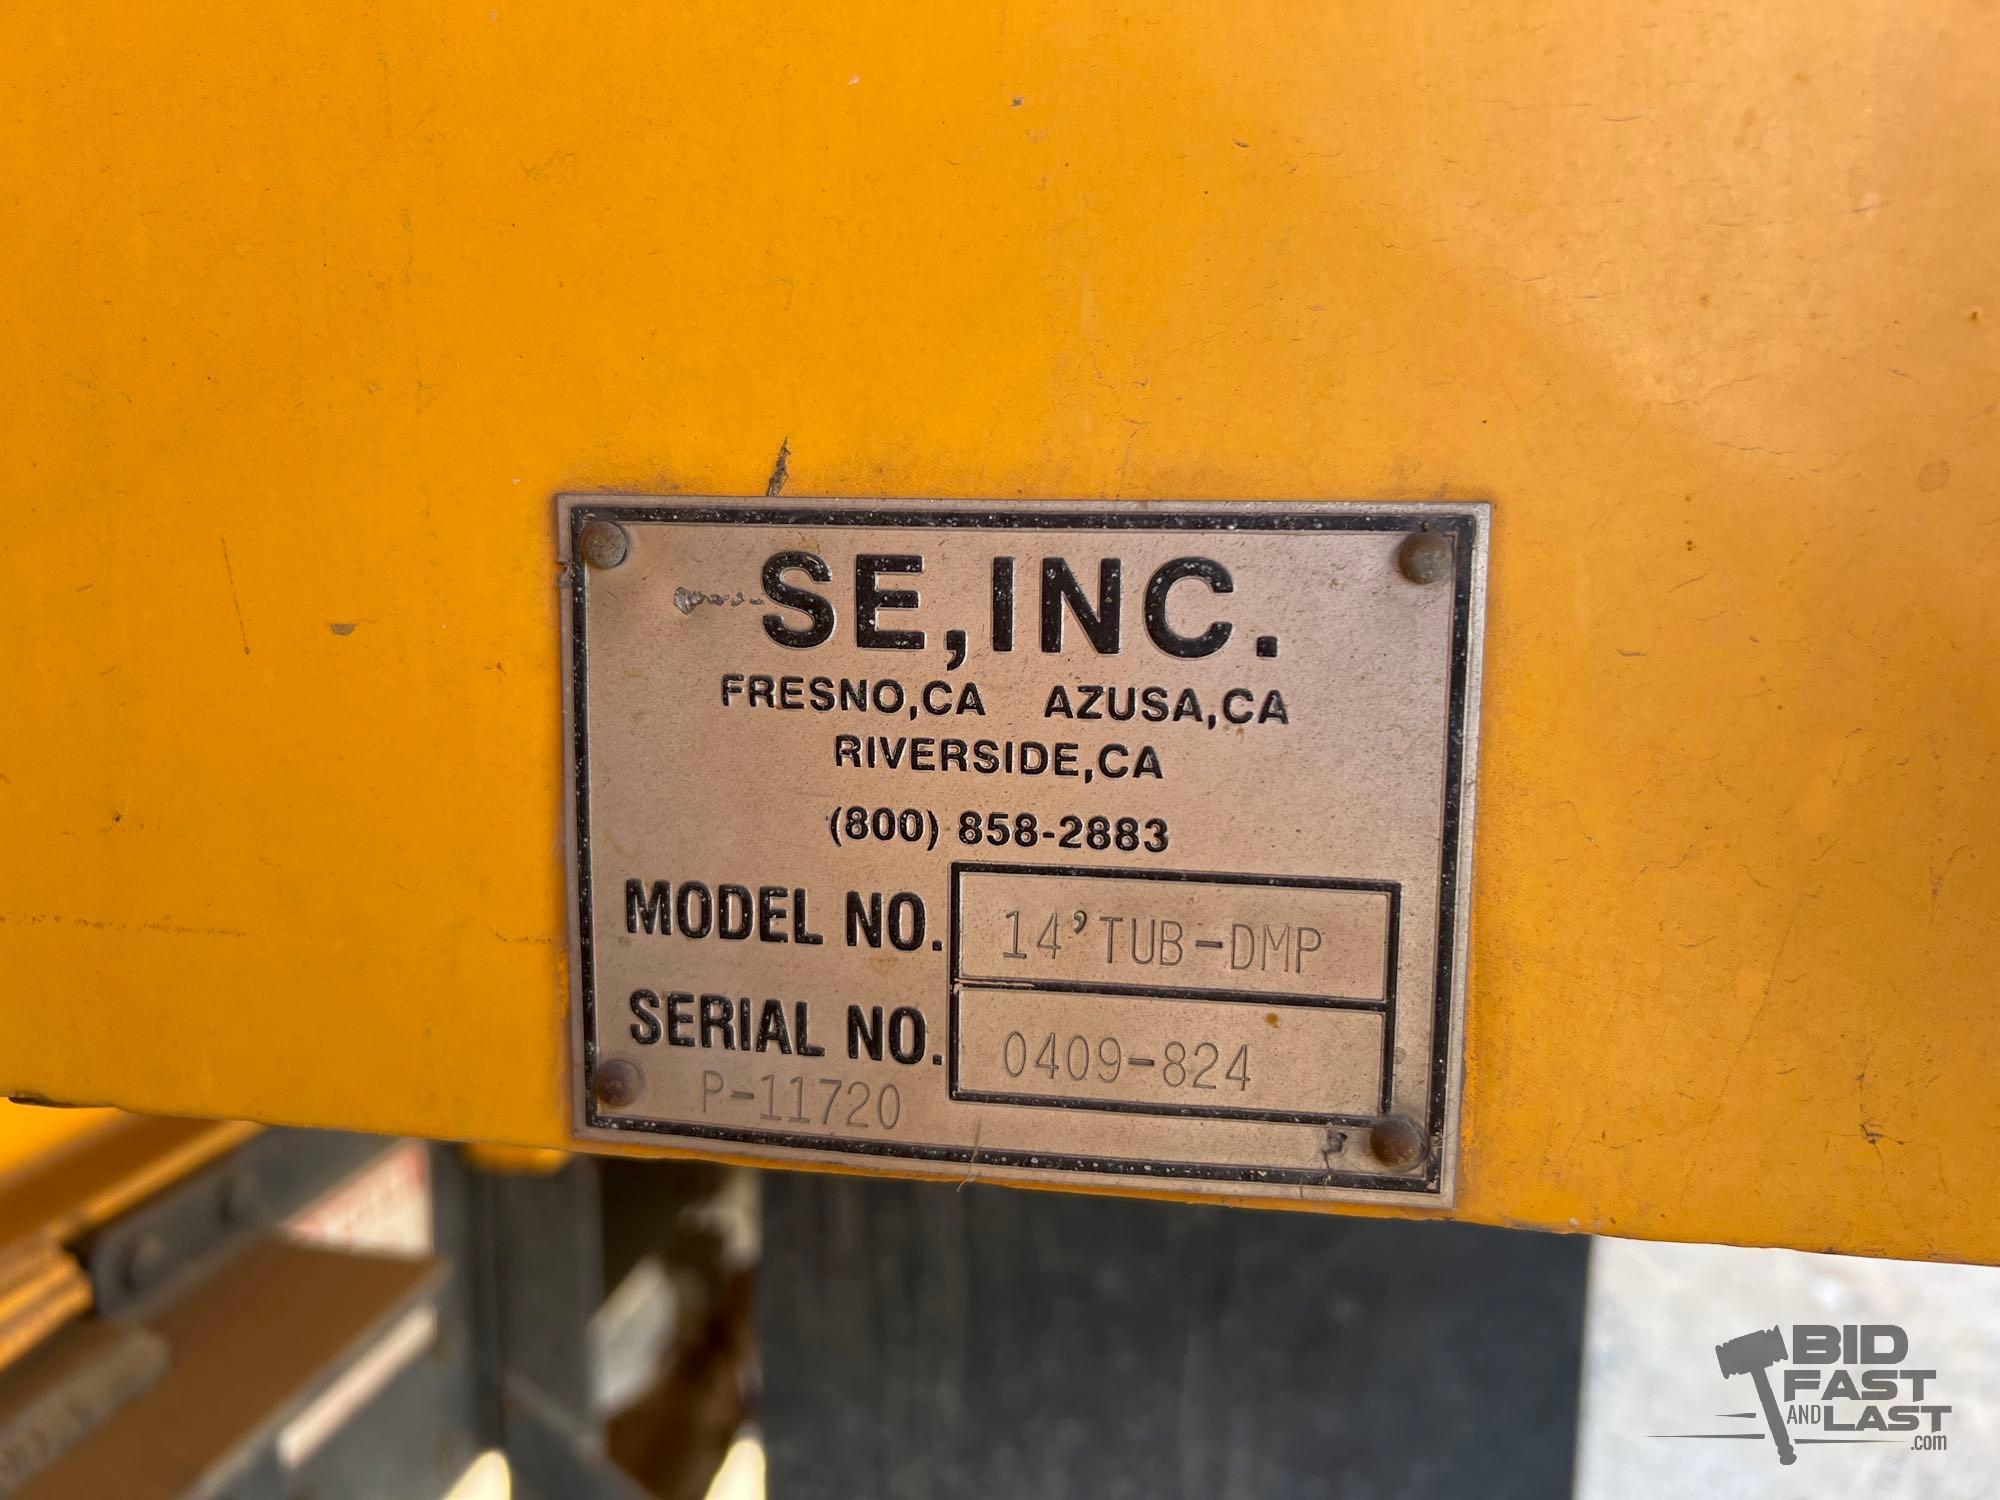 SE,INC.
FRESNO,CA AZUSA,CA
RIVERSIDE,CA
(800) 858-2883
MODEL NO. 14'TUB-DMP
SERIAL NO. 0409-824
P-11720
BID
FAST
AND LAST
.com